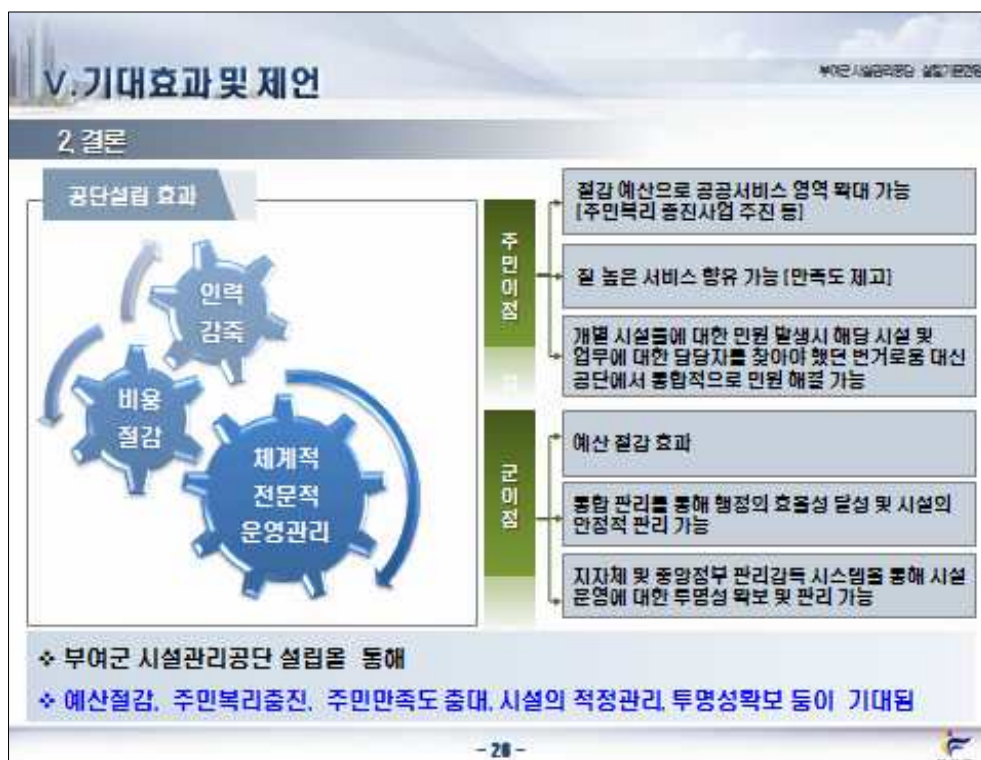 Ⅴ.기대효과 및 제언
부여군 시설관리공단
2. 결론
공단설립 효과
인력
감축
비용
절감
체계적
전문적
운영관리
주민이점
절감 예산으로 공공서비스 영역 확대 가능
[주민복리 증진사업 추진 등]
질 높은 서비스 향유 가능 [만족도 제고]
개별 시설들에 대한 민원 발생시 해당 시설 및
업무에 대한 담당자를 찾아야 했던 번거로움 대신
공단에서 통합적으로 민원 해결 가능
군이점
예산 절감 효과
통합 관리를 통해 행정의 효율성 달성 및 시설의
안정적 관리 가능
지자체 및 중앙정부 관리감독 시스템을 통해 시설
운영에 대한 투명성 확보 및 관리 가능
❖ 부여군 시설관리공단 설립을 통해
❖ 예산절감, 주민복리증진, 주민만족도 증대, 시설의 적정관리, 투명성확보 등이 기대됨
- 26 -